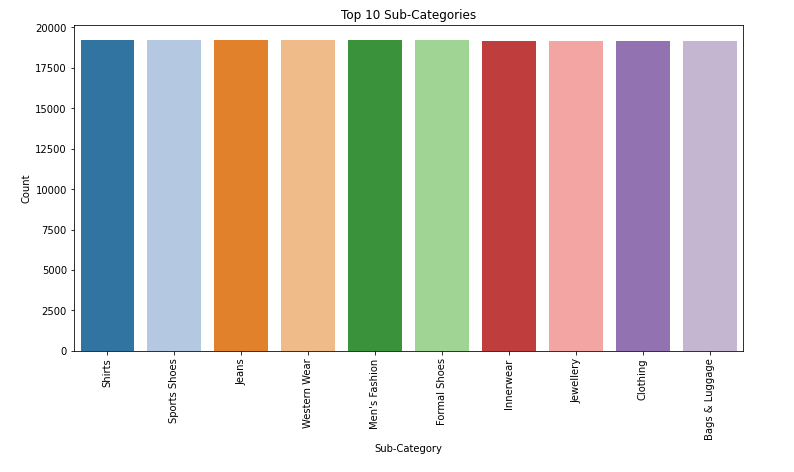 Top 10 Sub-Categories
20000
17500
15000
12500
10000
7500
5000
2500
0
Count
Shirts
Sports Shoes
Jeans
Western Wear
Men's Fashion
Formal Shoes
Innerwear
Jewellery
Clothing
Bags & Luggage
Sub-Category